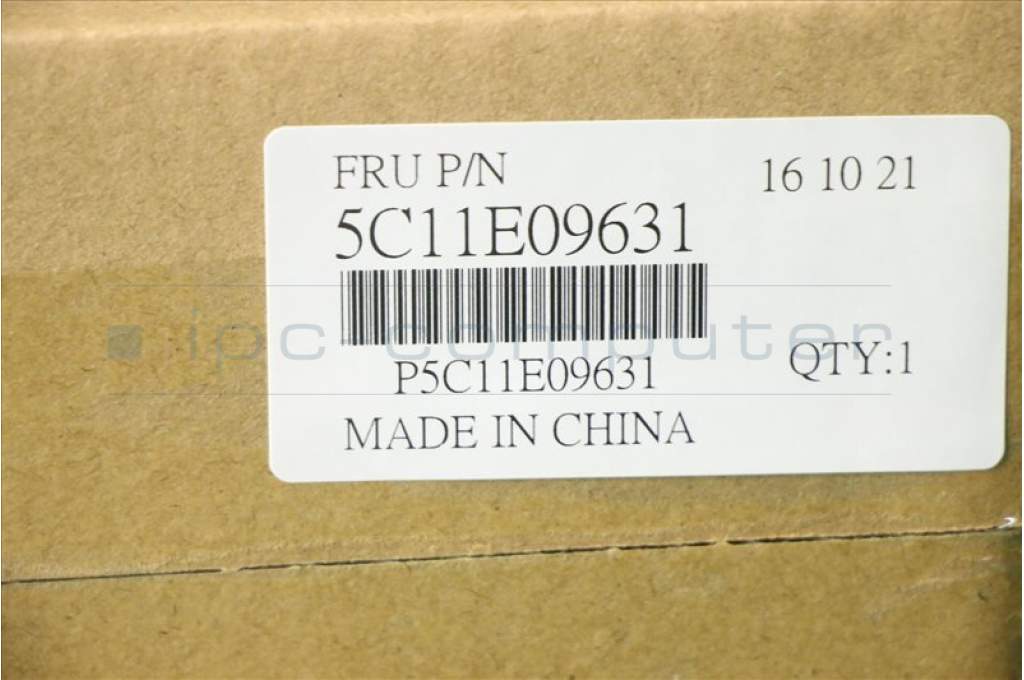 FRU P/N
16 10 21
5C11E09631
P5C11E09631
QTY:1
MADE IN CHINA
ipc-computer